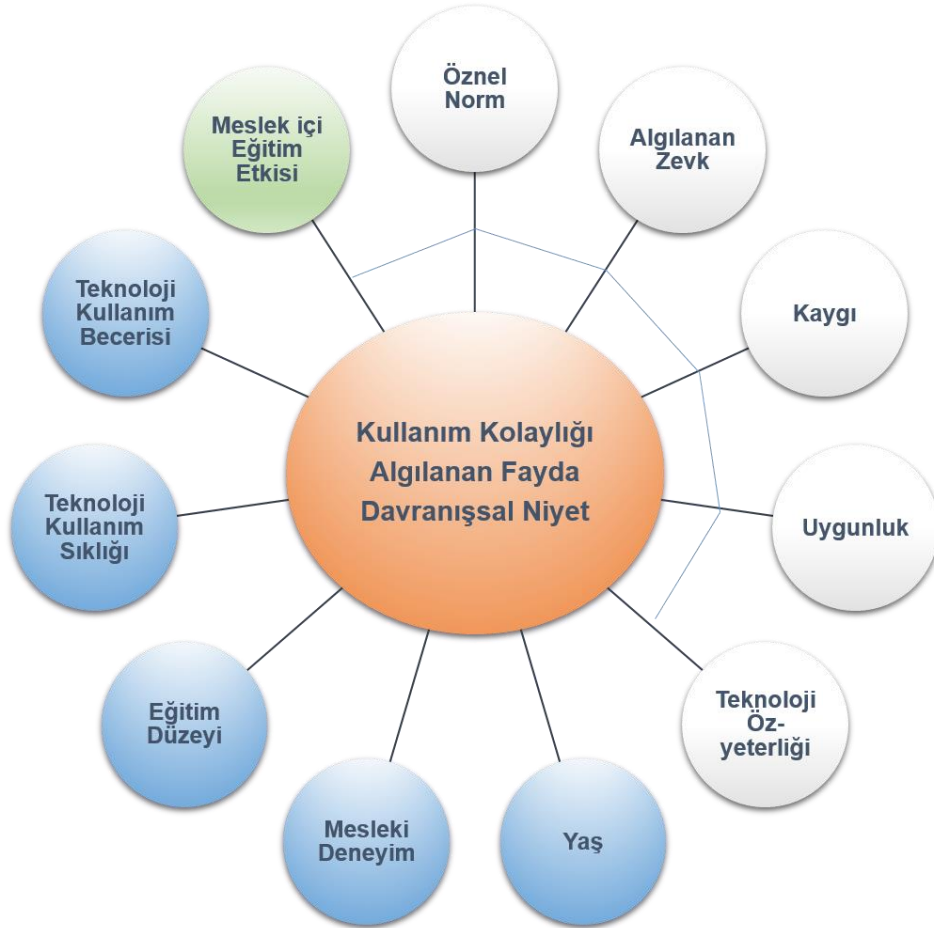 Öznel
Norm
Algılanan
Zevk
Kaygı
Uygunluk
Teknoloji
Öz-
yeterliği
Yaş
Mesleki
Deneyim
Eğitim
Düzeyi
Teknoloji
Kullanım
Sıklığı
Teknoloji
Kullanım
Becerisi
Meslek içi
Eğitim
Etkisi
Kullanım Kolaylığı
Algılanan Fayda
Davranışsal Niyet